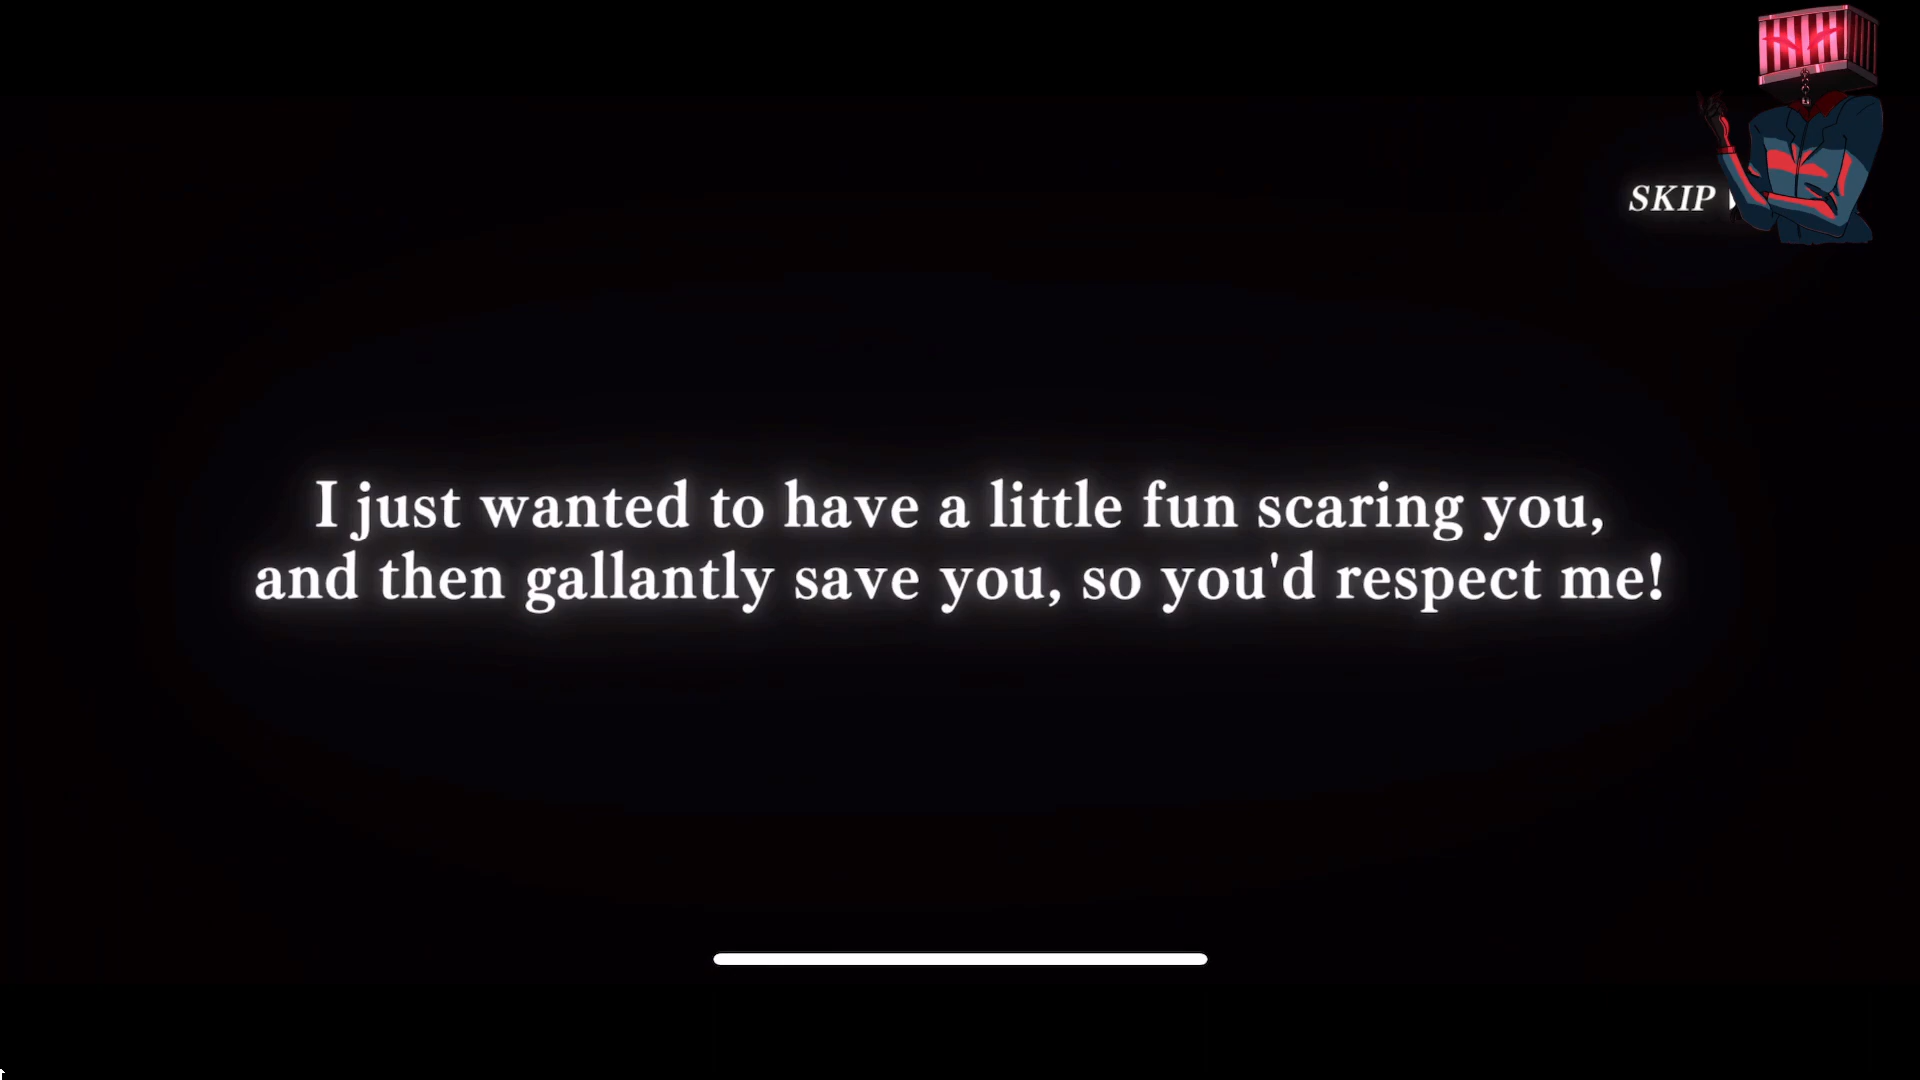 SKIP
I just wanted to have a little fun scaring you,
and then gallantly save you, so you'd respect me!